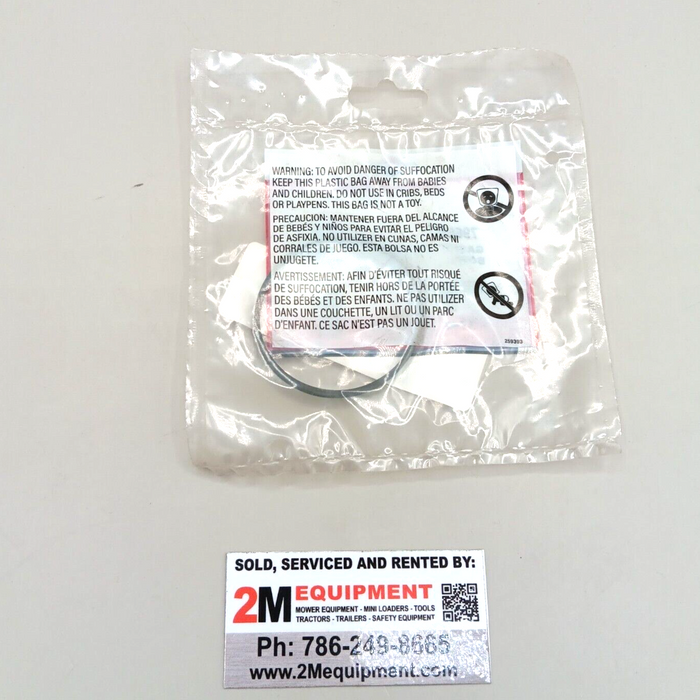 WARNING: TO AVOID DANGER OF SUFFOCATION
KEEP THIS PLASTIC BAG AWAY FROM BABIES
AND CHILDREN. DO NOT USE IN CRIBS, BEDS
OR PLAYPENS. THIS BAG IS NOT A TOY.
PRECAUCION: MANTENER FUERA DEL ALCANCE
DE BEBÉS Y NIÑOS PARA EVITAR EL PELIGRO
DE ASFIXIA. NO UTILIZAR EN CUNAS, CAMAS NI
CORRALES DE JUEGO. ESTA BOLSA NO ES
UNJUGETE.
AVERTISSEMENT: AFIN D'ÉVITER TOUT RISQUE
DE SUFFOCATION, TENIR HORS DE LA PORTÉE
DES BÉBÉS ET DES ENFANTS. NE PAS UTILIZER
DANS UNE COUCHETTE, UN LIT OU UN PARC
D'ENFANT. CE SAC N'EST PAS UN JOUET.
359393
SOLD, SERVICED AND RENTED BY:
2M EQUIPMENT
MOWER EQUIPMENT - MINI LOADERS - TOOLS
TRACTORS - TRAILERS - SAFETY EQUIPMENT
Ph: 786-249-8665
www.2Mequipment.com